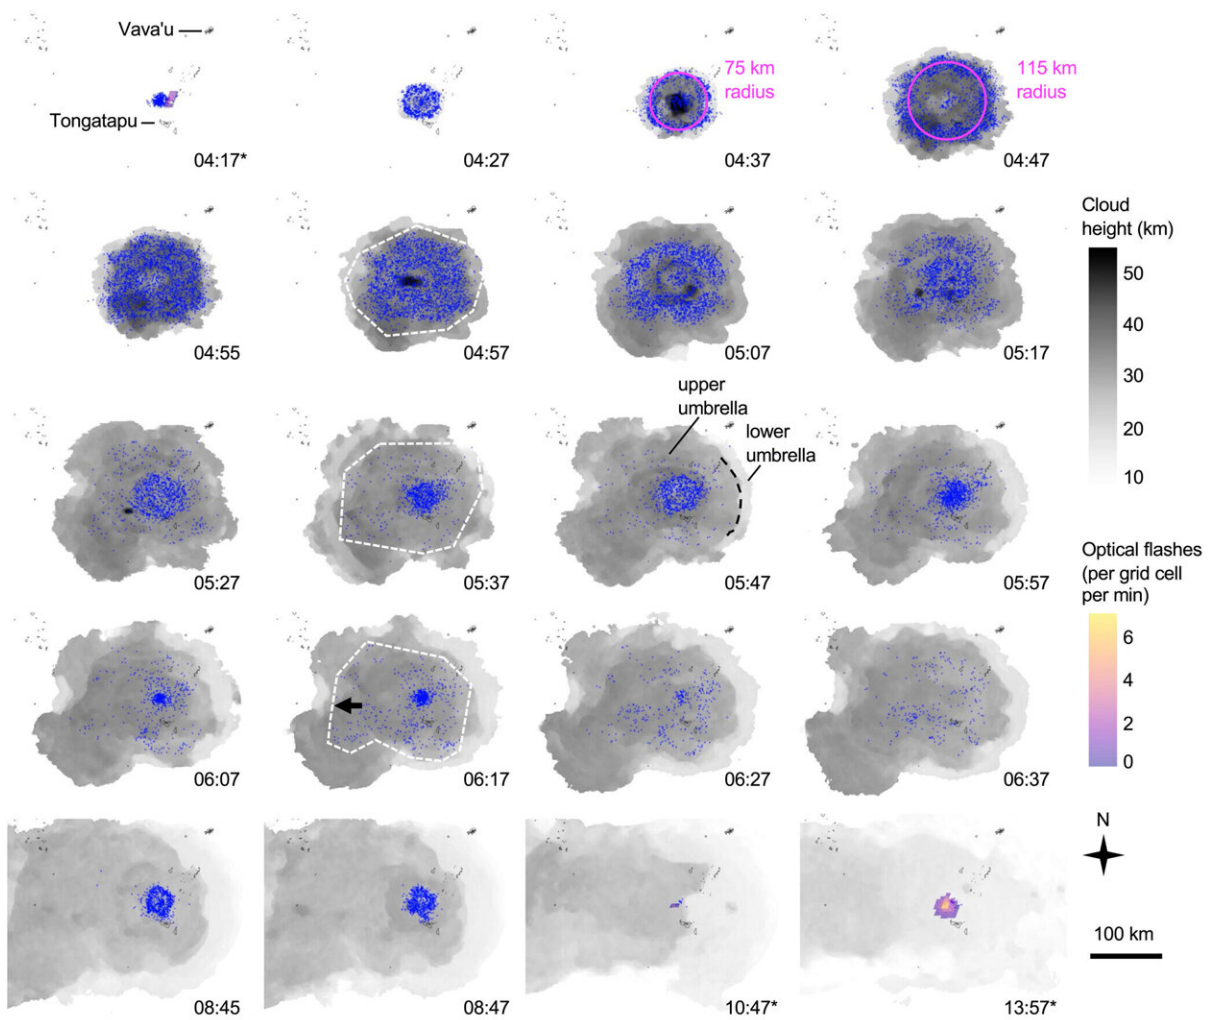 Vava'u
Tongatapu
04:17*
04:27
75 km
radius
04:37
115 km
radius
04:47
04:55
04:57
05:07
05:17
Cloud
height (km)
50
40
30
20
10
05:27
05:37
upper
umbrella
lower
umbrella
05:47
05:57
Optical flashes
(per grid cell
per min)
6
4
2
0
06:07
06:17
06:27
06:37
08:45
08:47
10:47*
13:57*
N
100 km